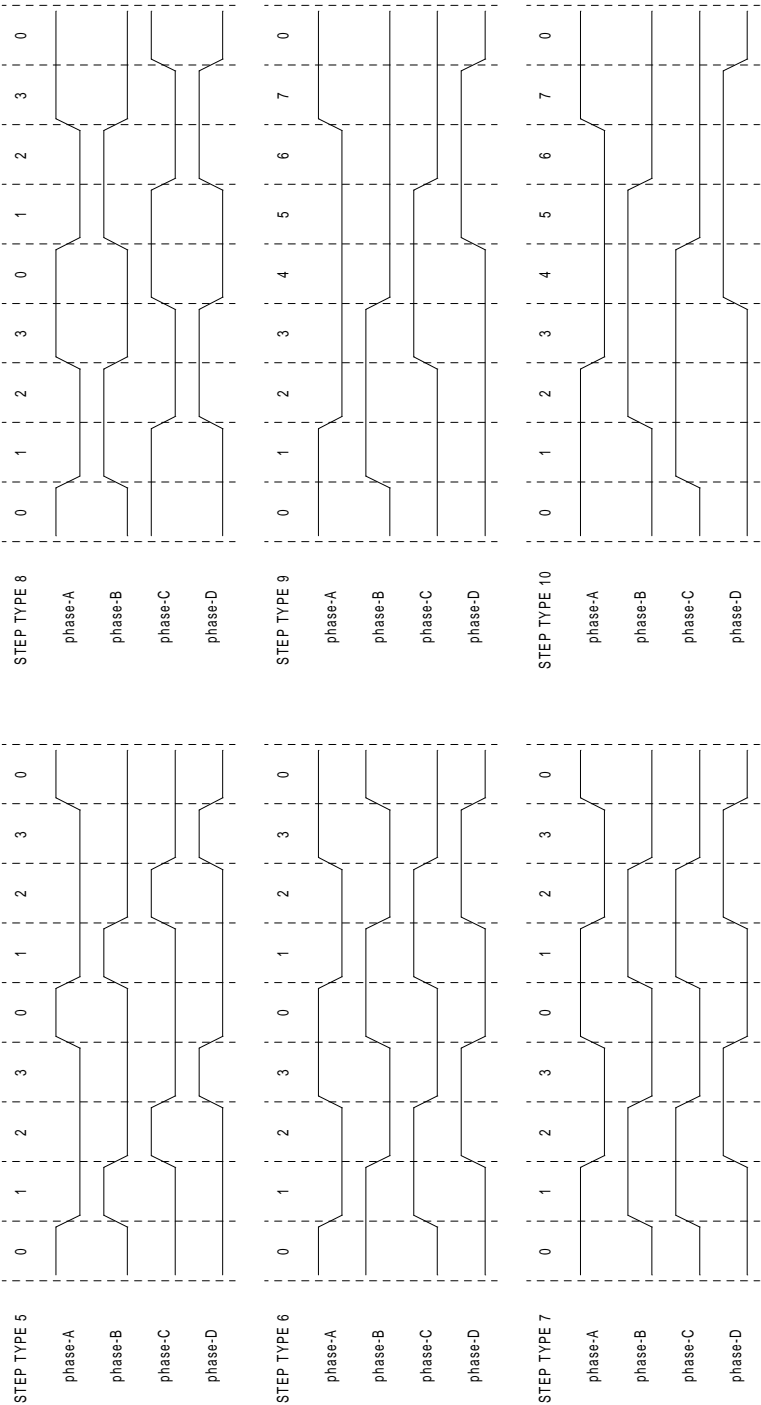 STEP TYPE 5 0 1 2 3 0 1 2 3 0
phase-A
phase-B
phase-C
phase-D
STEP TYPE 6 0 1 2 3 0 1 2 3 0
phase-A
phase-B
phase-C
phase-D
STEP TYPE 7 0 1 2 3 0 1 2 3 0
phase-A
phase-B
phase-C
phase-D
STEP TYPE 8 0 1 2 3 0 1 2 3 0
phase-A
phase-B
phase-C
phase-D
STEP TYPE 9 0 1 2 3 4 5 6 7 0
phase-A
phase-B
phase-C
phase-D
STEP TYPE 10 0 1 2 3 4 5 6 7 0
phase-A
phase-B
phase-C
phase-D